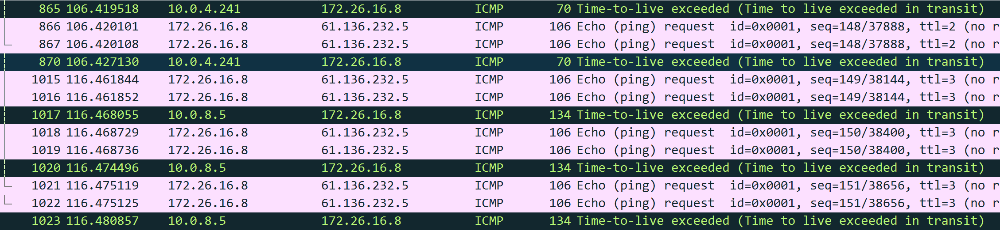 865 106.419518 10.0.4.241 172.26.16.8 ICMP 70 Time-to-live exceeded (Time to live exceeded in transit)
866 106.420101 172.26.16.8 61.136.232.5 ICMP 106 Echo (ping) request id=0x0001, seq=148/37888, ttl=2 (no r
867 106.420108 172.26.16.8 61.136.232.5 ICMP 106 Echo (ping) request id=0x0001, seq=148/37888, ttl=2 (no r
870 106.427130 10.0.4.241 172.26.16.8 ICMP 70 Time-to-live exceeded (Time to live exceeded in transit)
1015 116.461844 172.26.16.8 61.136.232.5 ICMP 106 Echo (ping) request id=0x0001, seq=149/38144, ttl=3 (no r
1016 116.461852 172.26.16.8 61.136.232.5 ICMP 106 Echo (ping) request id=0x0001, seq=149/38144, ttl=3 (no r
1017 116.468055 10.0.8.5 172.26.16.8 ICMP 134 Time-to-live exceeded (Time to live exceeded in transit)
1018 116.468729 172.26.16.8 61.136.232.5 ICMP 106 Echo (ping) request id=0x0001, seq=150/38400, ttl=3 (no r
1019 116.468736 172.26.16.8 61.136.232.5 ICMP 106 Echo (ping) request id=0x0001, seq=150/38400, ttl=3 (no r
1020 116.474496 10.0.8.5 172.26.16.8 ICMP 134 Time-to-live exceeded (Time to live exceeded in transit)
1021 116.475119 172.26.16.8 61.136.232.5 ICMP 106 Echo (ping) request id=0x0001, seq=151/38656, ttl=3 (no r
1022 116.475125 172.26.16.8 61.136.232.5 ICMP 106 Echo (ping) request id=0x0001, seq=151/38656, ttl=3 (no r
1023 116.480857 10.0.8.5 172.26.16.8 ICMP 134 Time-to-live exceeded (Time to live exceeded in transit)